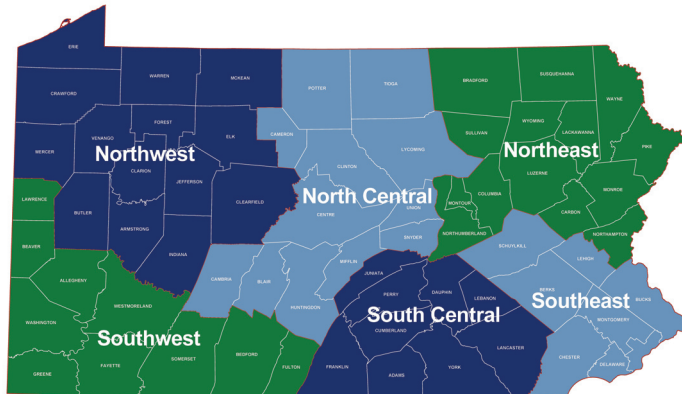 ERIE
WARREN
MCKEAN
POTTER
TIOGA
BRADFORD
SUSQUEHANNA
WAYNE
CRAWFORD
FOREST
CAMERON
ELK
VENANGO
MERCER
Northwest
CLARION
JEFFERSON
CLINTON
LYCOMING
SULLIVAN
WYOMING
LACKAWANNA
PIKE
Northeast
LUZERNE
MONROE
COLUMBIA
MONTOUR
North Central
CENTRE
UNION
CLEARFIELD
LAWRENCE
BUTLER
ARMSTRONG
INDIANA
BEAVER
SNYDER
NORTHUMBERLAND
CARBON
NORTHAMPTON
SCHUYLKILL
LEHIGH
ALLEGHENY
CAMBRIA
BLAIR
MIFFLIN
HUNTINGDON
JUNIATA
PERRY
DAUPHIN
LEBANON
BERKS
BUCKS
Southeast
MONTGOMERY
WESTMORELAND
WASHINGTON
Southwest
South Central
CUMBERLAND
LANCASTER
CHESTER
DELAWARE
GREENE
FAYETTE
SOMERSET
BEDFORD
FULTON
FRANKLIN
ADAMS
YORK